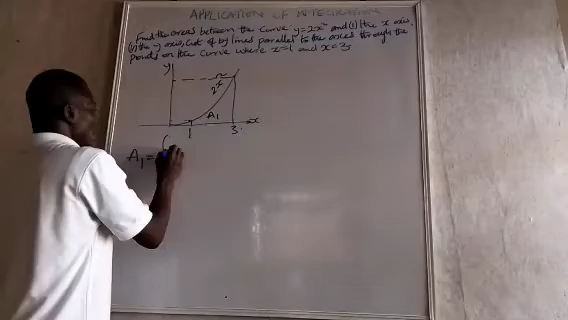 APPLICATION OF INTEGRATION
Find the areas between the curve y=2x² and (i) the x axis,
(ii) the y axis, cut off by lines parallel to the axes through the
points on the curve where x=1 and x=3,
y
A₁
1 3 x
A₁ =